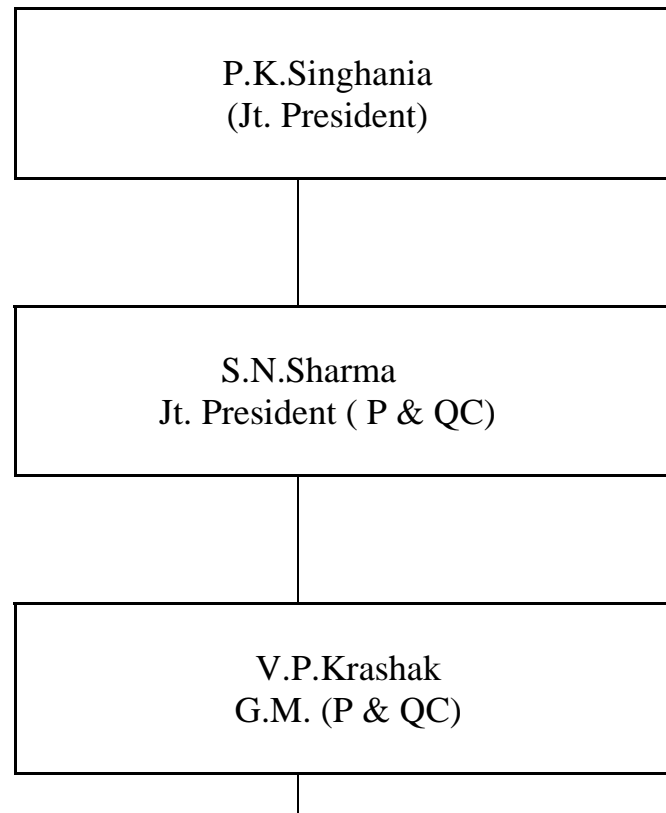 P.K.Singhania
(Jt. President)
S.N.Sharma
Jt. President ( P & QC)
V.P.Krashak
G.M. (P & QC)